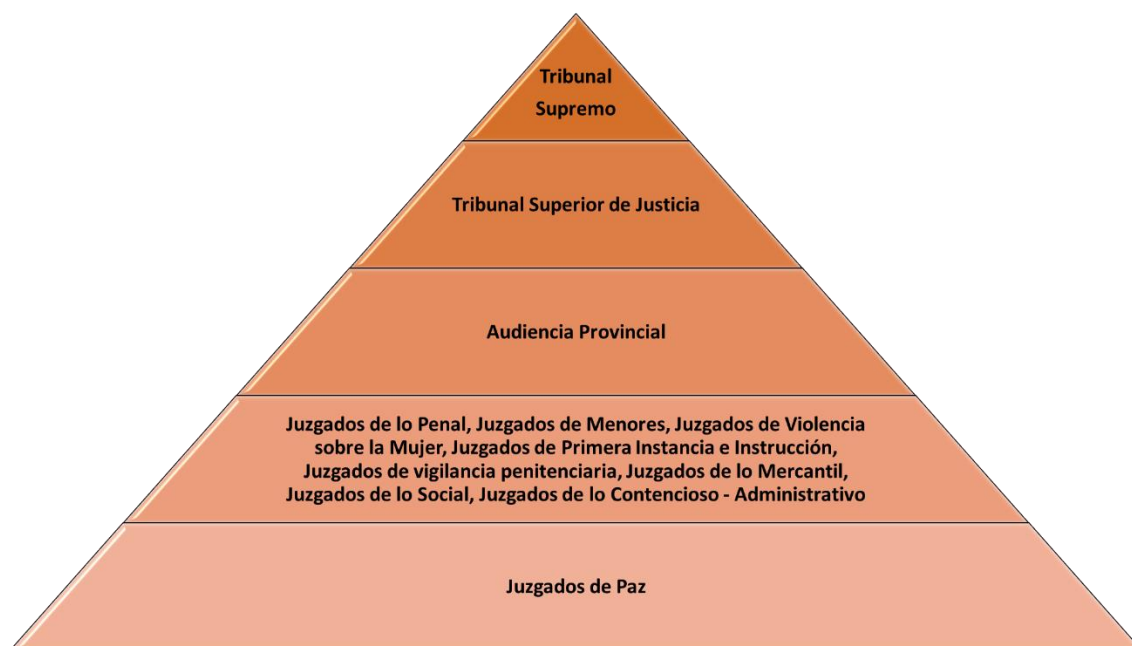 Tribunal
Supremo
Tribunal Superior de Justicia
Audiencia Provincial
Juzgados de lo Penal, Juzgados de Menores, Juzgados de Violencia
sobre la Mujer, Juzgados de Primera Instancia e Instrucción,
Juzgados de vigilancia penitenciaria, Juzgados de lo Mercantil,
Juzgados de lo Social, Juzgados de lo Contencioso - Administrativo
Juzgados de Paz